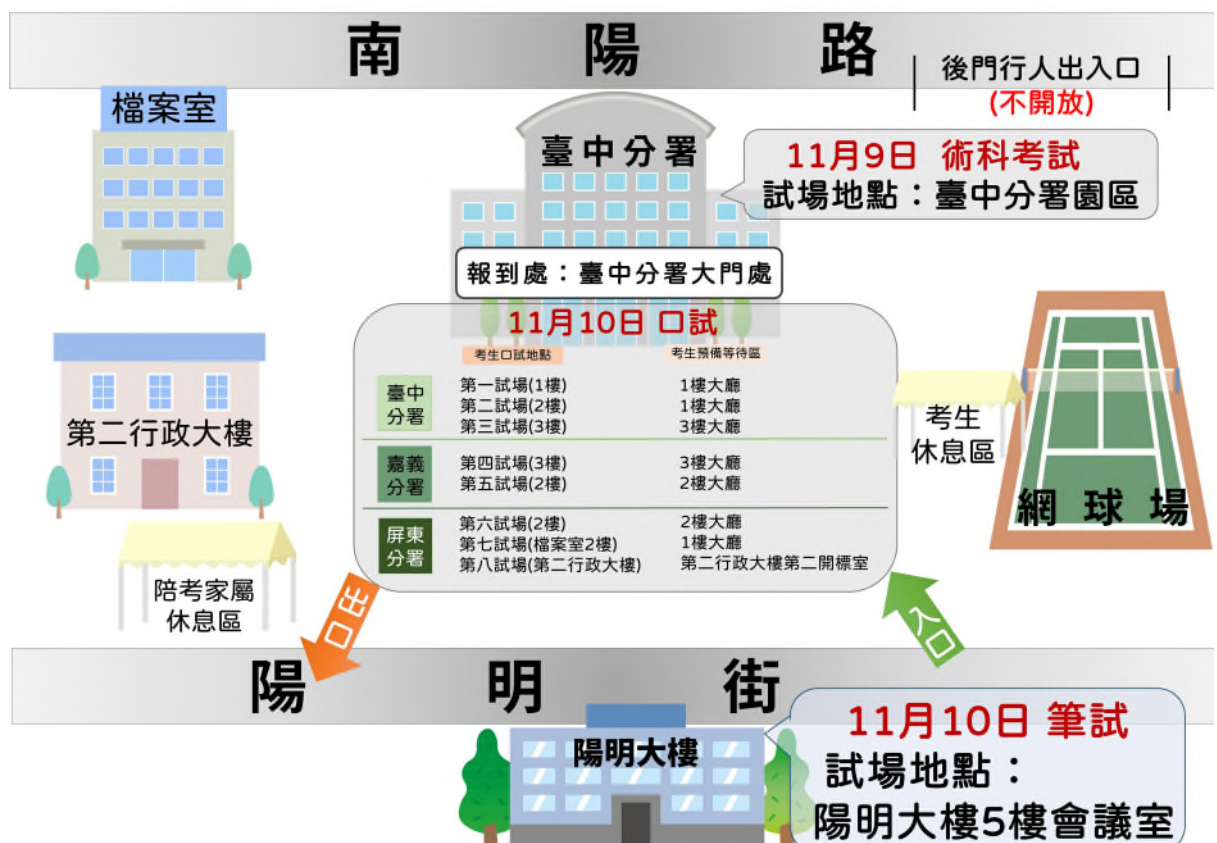 南陽路
後門行人出入口
(不開放)
檔案室
臺中分署
11月9日 術科考試
試場地點：臺中分署園區
報到處：臺中分署大門處
11月10日 口試
考生口試地點 考生預備等待區
臺中
分署
第一試場(1樓) 1樓大廳
第二試場(2樓) 1樓大廳
第三試場(3樓) 3樓大廳
嘉義
分署
第四試場(3樓) 3樓大廳
第五試場(2樓) 2樓大廳
屏東
分署
第六試場(2樓) 2樓大廳
第七試場(檔案室2樓) 1樓大廳
第八試場(第二行政大樓) 第二行政大樓第二開標室
第二行政大樓
陪考家屬
休息區
考生
休息區
網球場
出口
入口
陽明街
陽明大樓
11月10日 筆試
試場地點：
陽明大樓5樓會議室